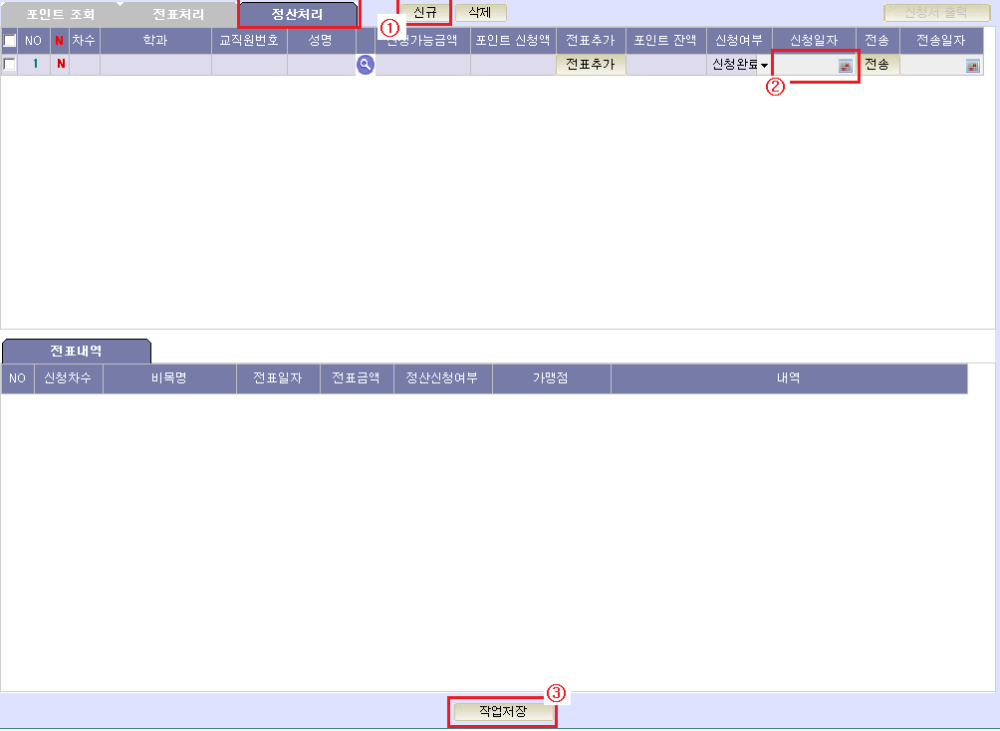 포인트 조회 전표처리 정산처리 ① 신규 삭제 신청서 출력
NO N 차수 학과 교직원번호 성명 신청가능금액 포인트 신청액 전표추가 포인트 잔액 신청여부 신청일자 전송 전송일자
1 N 전표추가 신청완료 전송
②
전표내역
NO 신청차수 비목명 전표일자 전표금액 정산신청여부 가맹점 내역
③
작업저장